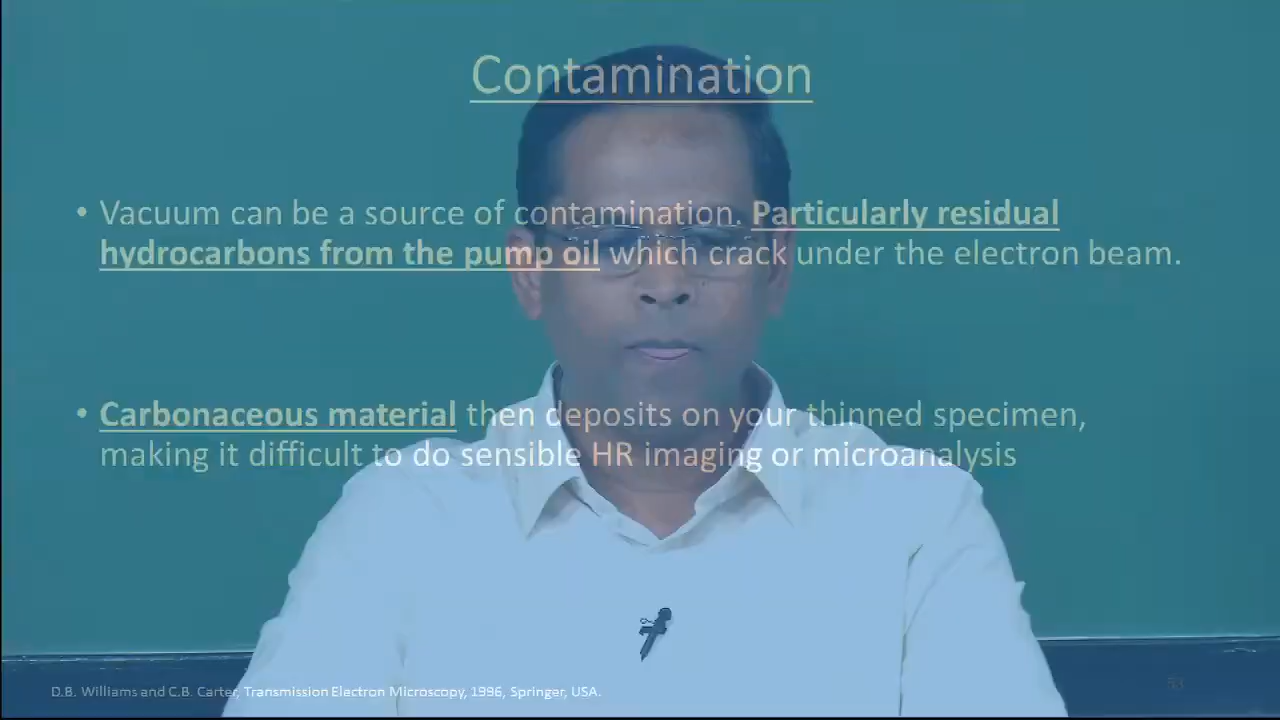 Contamination
• Vacuum can be a source of contamination. Particularly residual
hydrocarbons from the pump oil which crack under the electron beam.
• Carbonaceous material then deposits on your thinned specimen,
making it difficult to do sensible HR imaging or microanalysis
D.B. Williams and C.B. Carter, Transmission Electron Microscopy, 1996, Springer, USA.
53